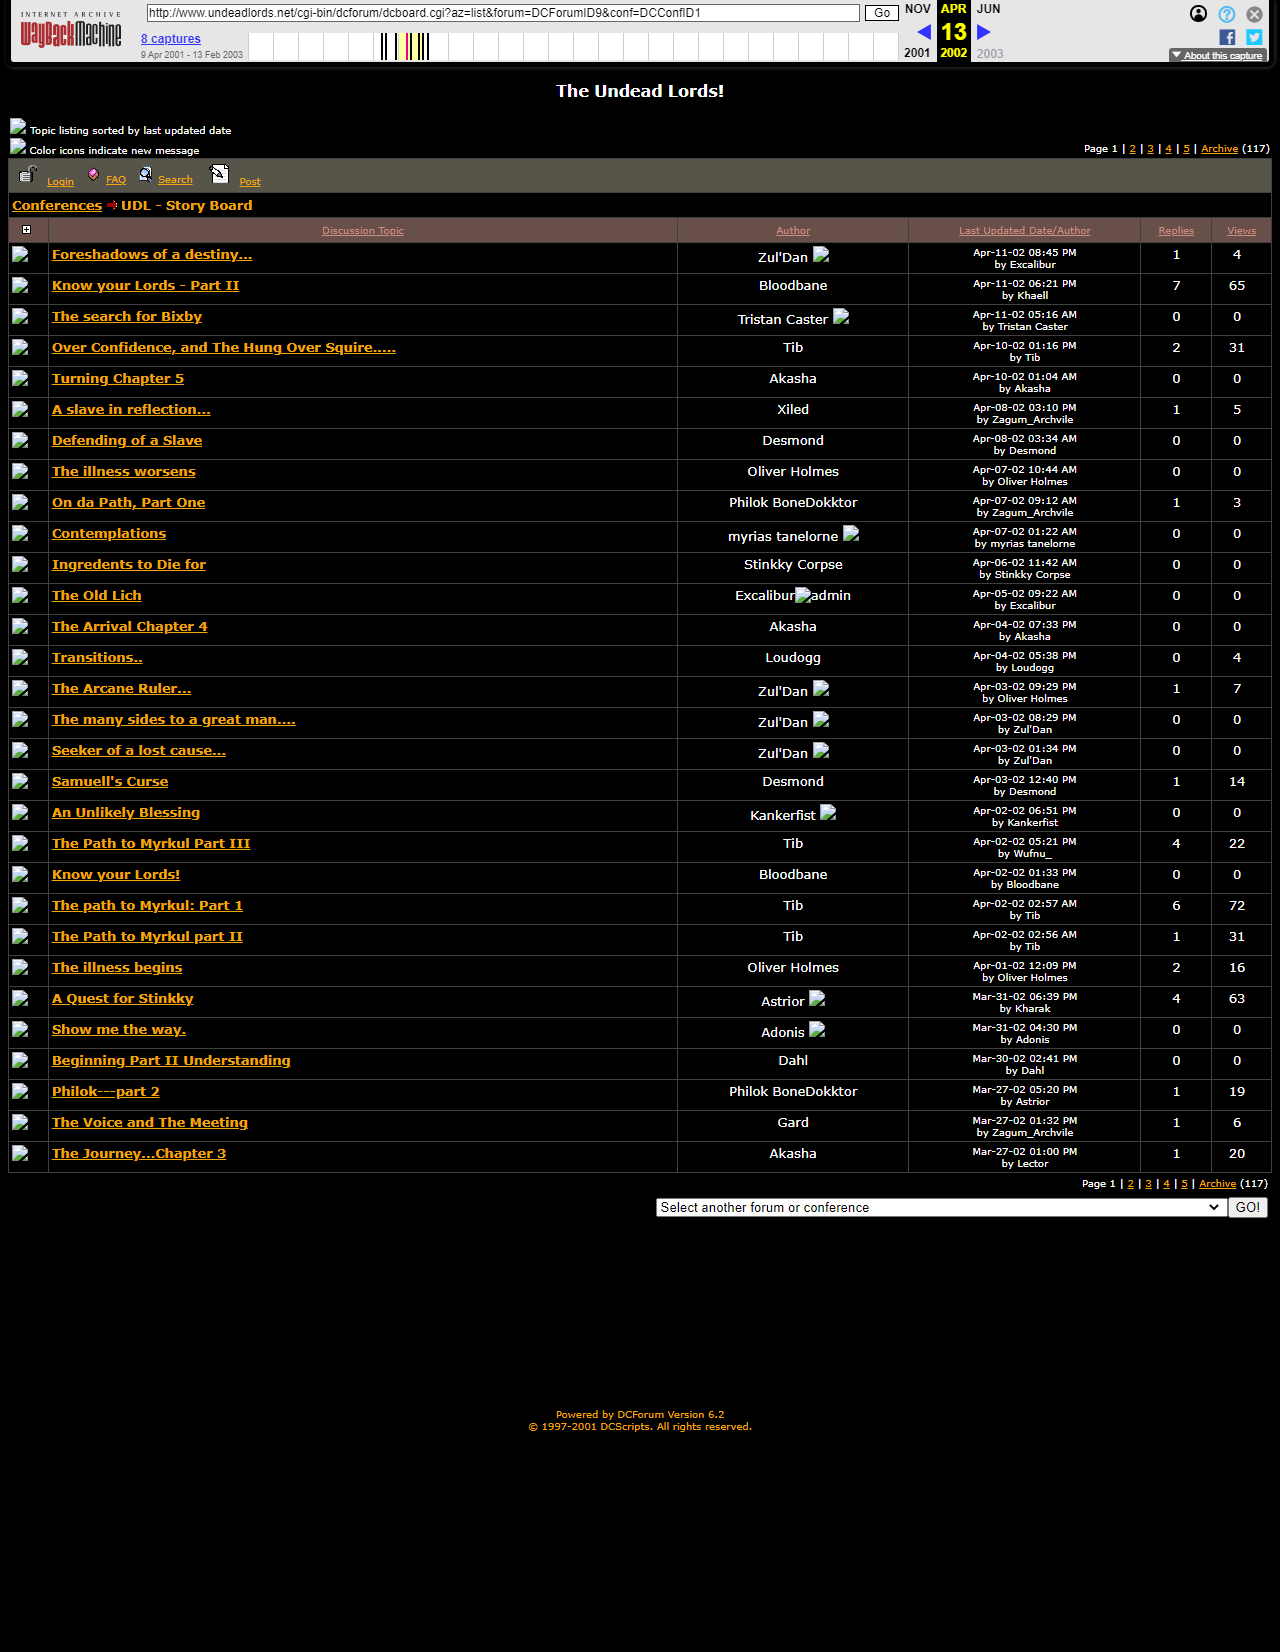 INTERNET ARCHIVE
WayBackMachine
http://www.undeadlords.net/cgi-bin/dcforum/dcboard.cgi?az=list&forum=DCForumID9&conf=DCConfID1
Go
NOV APR JUN
8 captures
13
9 Apr 2001 - 13 Feb 2003
2001 2002 2003
About this capture
The Undead Lords!
Topic listing sorted by last updated date
Color icons indicate new message
Page 1 | 2 | 3 | 4 | 5 | Archive (117)
Login FAQ Search Post
Conferences UDL - Story Board
Discussion Topic Author Last Updated Date/Author Replies Views
Foreshadows of a destiny... Zul'Dan Apr-11-02 08:45 PM 1 4
by Excalibur
Know your Lords - Part II Bloodbane Apr-11-02 06:21 PM 7 65
by Khaell
The search for Bixby Tristan Caster Apr-11-02 05:16 AM 0 0
by Tristan Caster
Over Confidence, and The Hung Over Squire..... Tib Apr-10-02 01:16 PM 2 31
by Tib
Turning Chapter 5 Akasha Apr-10-02 01:04 AM 0 0
by Akasha
A slave in reflection... Xiled Apr-08-02 03:10 PM 1 5
by Zagum_Archvile
Defending of a Slave Desmond Apr-08-02 03:34 AM 0 0
by Desmond
The illness worsens Oliver Holmes Apr-07-02 10:44 AM 0 0
by Oliver Holmes
On da Path, Part One Philok BoneDokktor Apr-07-02 09:12 AM 1 3
by Zagum_Archvile
Contemplations myrias tanelorne Apr-07-02 01:22 AM 0 0
by myrias tanelorne
Ingredents to Die for Stinkky Corpse Apr-06-02 11:42 AM 0 0
by Stinkky Corpse
The Old Lich Excalibur admin Apr-05-02 09:22 AM 0 0
by Excalibur
The Arrival Chapter 4 Akasha Apr-04-02 07:33 PM 0 0
by Akasha
Transitions.. Loudogg Apr-04-02 05:38 PM 0 4
by Loudogg
The Arcane Ruler... Zul'Dan Apr-03-02 09:29 PM 1 7
by Oliver Holmes
The many sides to a great man.... Zul'Dan Apr-03-02 08:29 PM 0 0
by Zul'Dan
Seeker of a lost cause... Zul'Dan Apr-03-02 01:34 PM 0 0
by Zul'Dan
Samuell's Curse Desmond Apr-03-02 12:40 PM 1 14
by Desmond
An Unlikely Blessing Kankerfist Apr-02-02 06:51 PM 0 0
by Kankerfist
The Path to Myrkul Part III Tib Apr-02-02 05:21 PM 4 22
by Wufnu_
Know your Lords! Bloodbane Apr-02-02 01:33 PM 0 0
by Bloodbane
The path to Myrkul: Part 1 Tib Apr-02-02 02:57 AM 6 72
by Tib
The Path to Myrkul part II Tib Apr-02-02 02:56 AM 1 31
by Tib
The illness begins Oliver Holmes Apr-01-02 12:09 PM 2 16
by Oliver Holmes
A Quest for Stinkky Astrior Mar-31-02 06:39 PM 4 63
by Kharak
Show me the way. Adonis Mar-31-02 04:30 PM 0 0
by Adonis
Beginning Part II Understanding Dahl Mar-30-02 02:41 PM 0 0
by Dahl
Philok---part 2 Philok BoneDokktor Mar-27-02 05:20 PM 1 19
by Astrior
The Voice and The Meeting Gard Mar-27-02 01:32 PM 1 6
by Zagum_Archvile
The Journey...Chapter 3 Akasha Mar-27-02 01:00 PM 1 20
by Lector
Page 1 | 2 | 3 | 4 | 5 | Archive (117)
Select another forum or conference GO!
Powered by DCForum Version 6.2
© 1997-2001 DCScripts. All rights reserved.